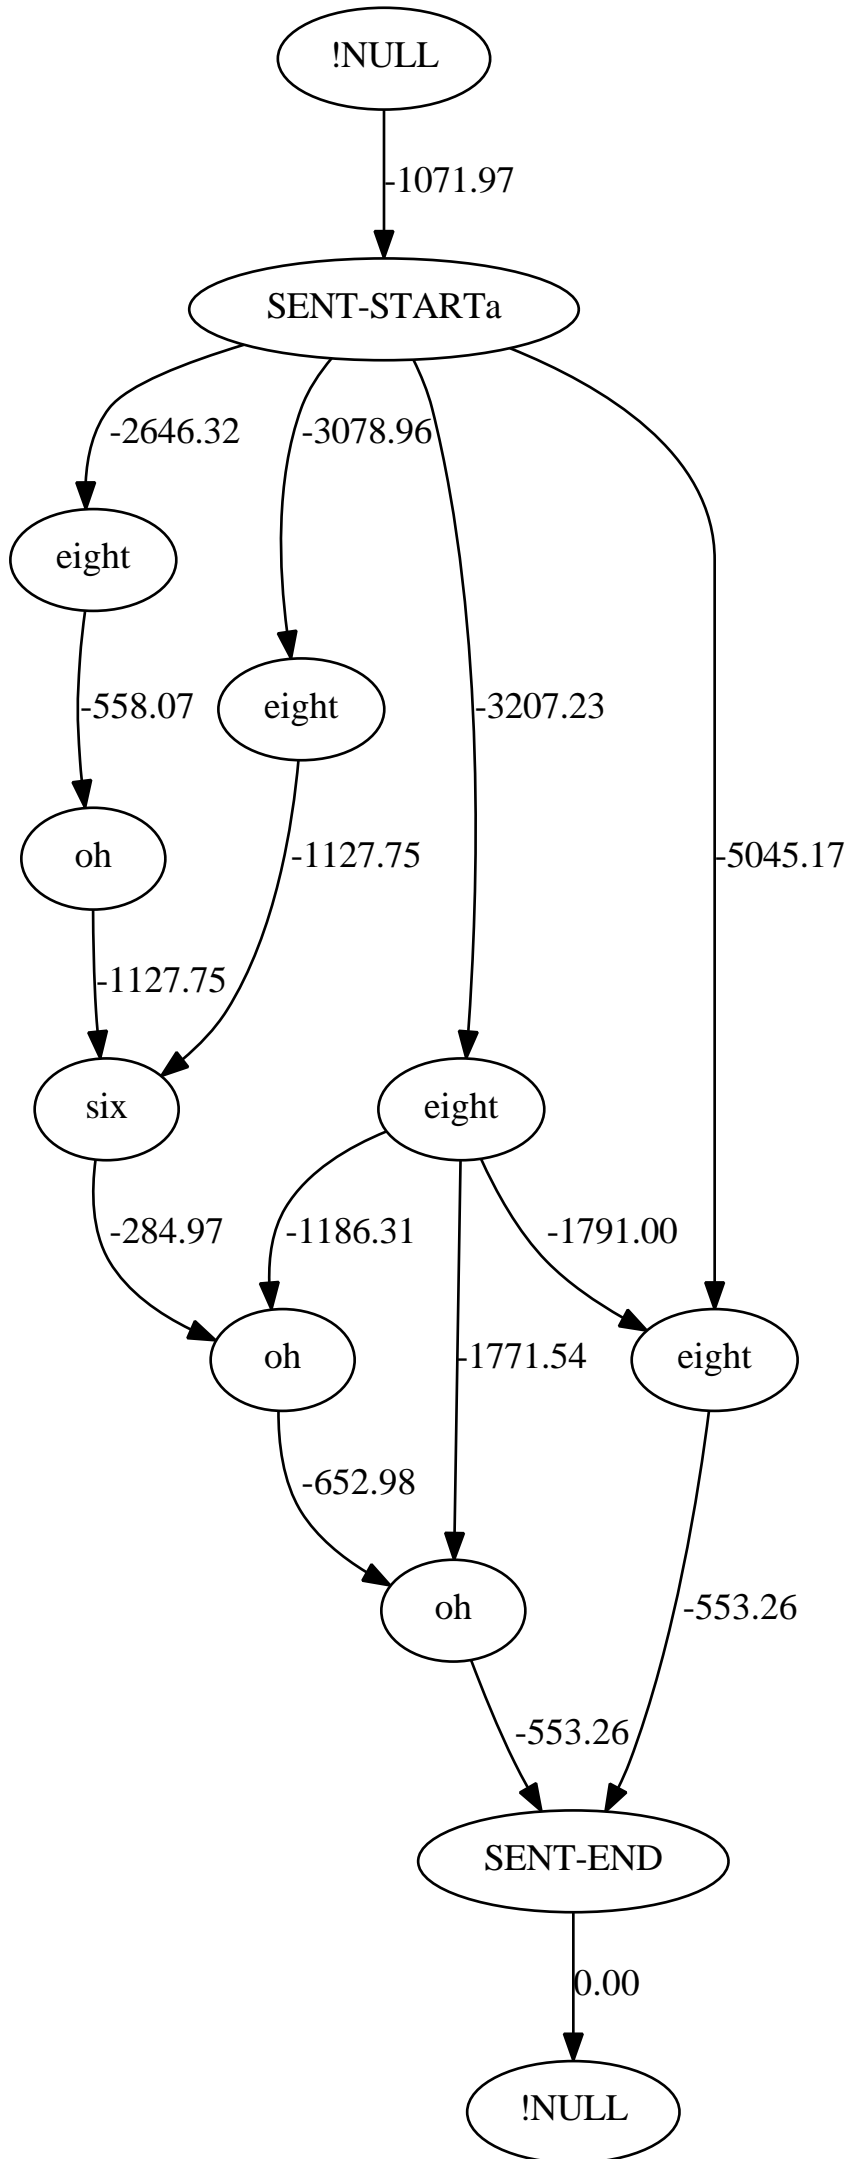 !NULL
-1071.97
SENT-STARTa
-2646.32
-3078.96
eight
-558.07
eight
-3207.23
oh
-1127.75
-5045.17
-1127.75
six
eight
-284.97
-1186.31
-1791.00
oh
-1771.54
eight
-652.98
oh
-553.26
-553.26
SENT-END
0.00
!NULL